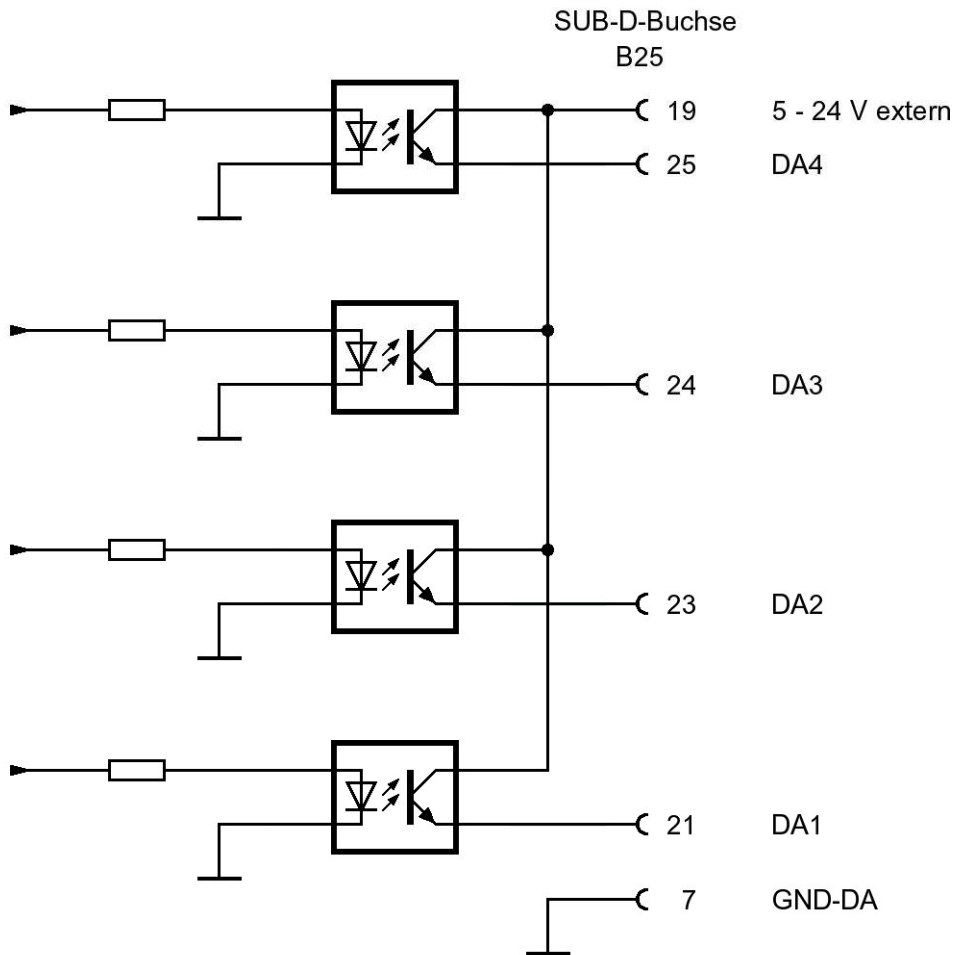 SUB-D-Buchse
B25
19 5 - 24 V extern
25 DA4
24 DA3
23 DA2
21 DA1
7 GND-DA